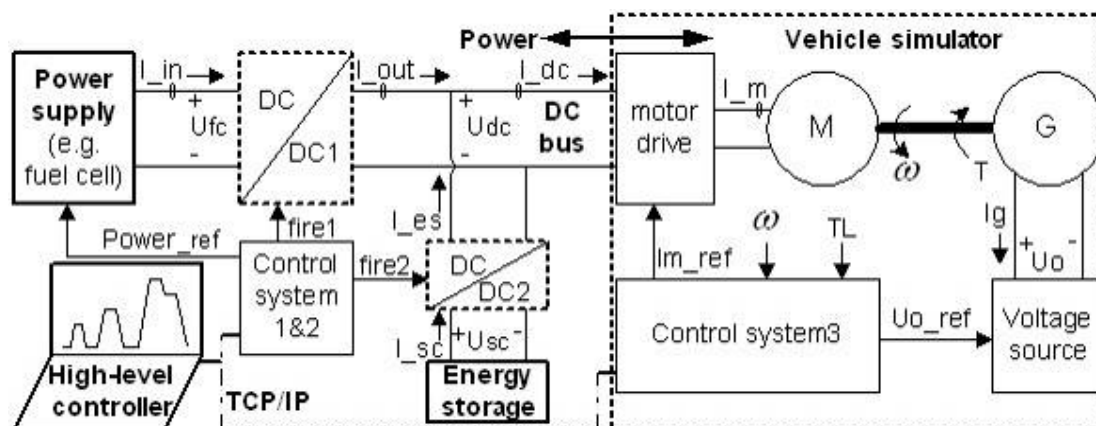 Power
Vehicle simulator
Power
supply
(e.g.
fuel cell)
I_in
+
Ufc
-
DC
DC1
I_out
+
Udc
-
I_dc
DC
bus
motor
drive
I_m
M
ω
T
G
Power_ref
fire1
Control
system
1&2
fire2
I_es
DC
DC2
I_sc
+
Usc
-
Energy
storage
High-level
controller
TCP/IP
Im_ref
ω
TL
Control system3
Uo_ref
Ig
+
Uo
-
Voltage
source